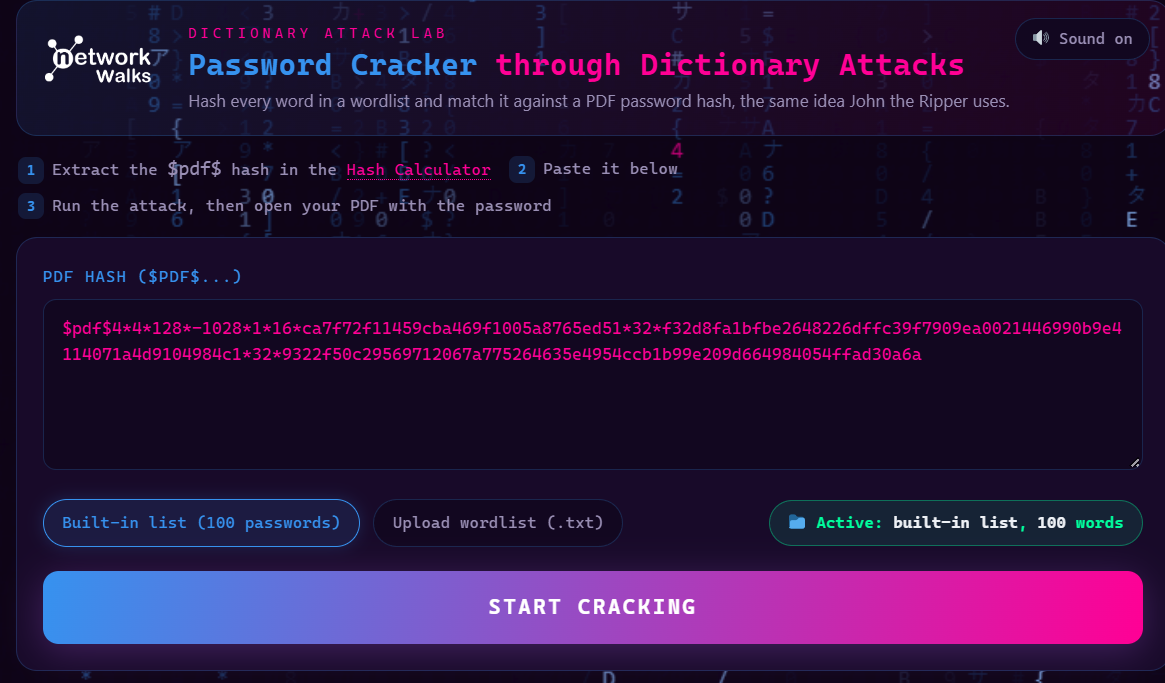 DICTIONARY ATTACK LAB
network
walks
Password Cracker through Dictionary Attacks
Sound on
Hash every word in a wordlist and match it against a PDF password hash, the same idea John the Ripper uses.
1 Extract the $pdf$ hash in the Hash Calculator 2 Paste it below
3 Run the attack, then open your PDF with the password
PDF HASH ($PDF$...)
$pdf$4*4*128*-1028*1*16*ca7f72f11459cba469f1005a8765ed51*32*f32d8fa1bfbe2648226dffc39f7909ea0021446990b9e4
114071a4d9104984c1*32*9322f50c29569712067a775264635e4954ccb1b99e209d664984054ffad30a6a
Built-in list (100 passwords) Upload wordlist (.txt) Active: built-in list, 100 words
START CRACKING